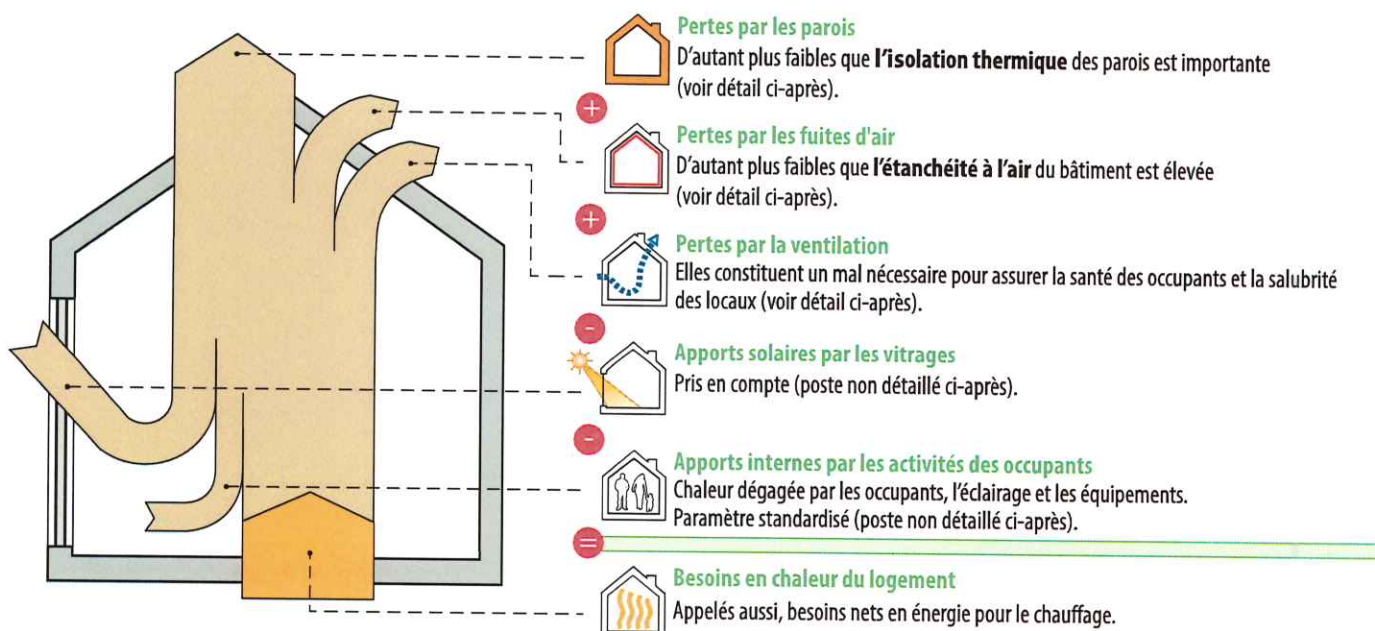 Pertes par les parois
D'autant plus faibles que l'isolation thermique des parois est importante
(voir détail ci-après).
+
Pertes par les fuites d'air
D'autant plus faibles que l'étanchéité à l'air du bâtiment est élevée
(voir détail ci-après).
+
Pertes par la ventilation
Elles constituent un mal nécessaire pour assurer la santé des occupants et la salubrité
des locaux (voir détail ci-après).
-
Apports solaires par les vitrages
Pris en compte (poste non détaillé ci-après).
-
Apports internes par les activités des occupants
Chaleur dégagée par les occupants, l'éclairage et les équipements.
Paramètre standardisé (poste non détaillé ci-après).
=
Besoins en chaleur du logement
Appelés aussi, besoins nets en énergie pour le chauffage.